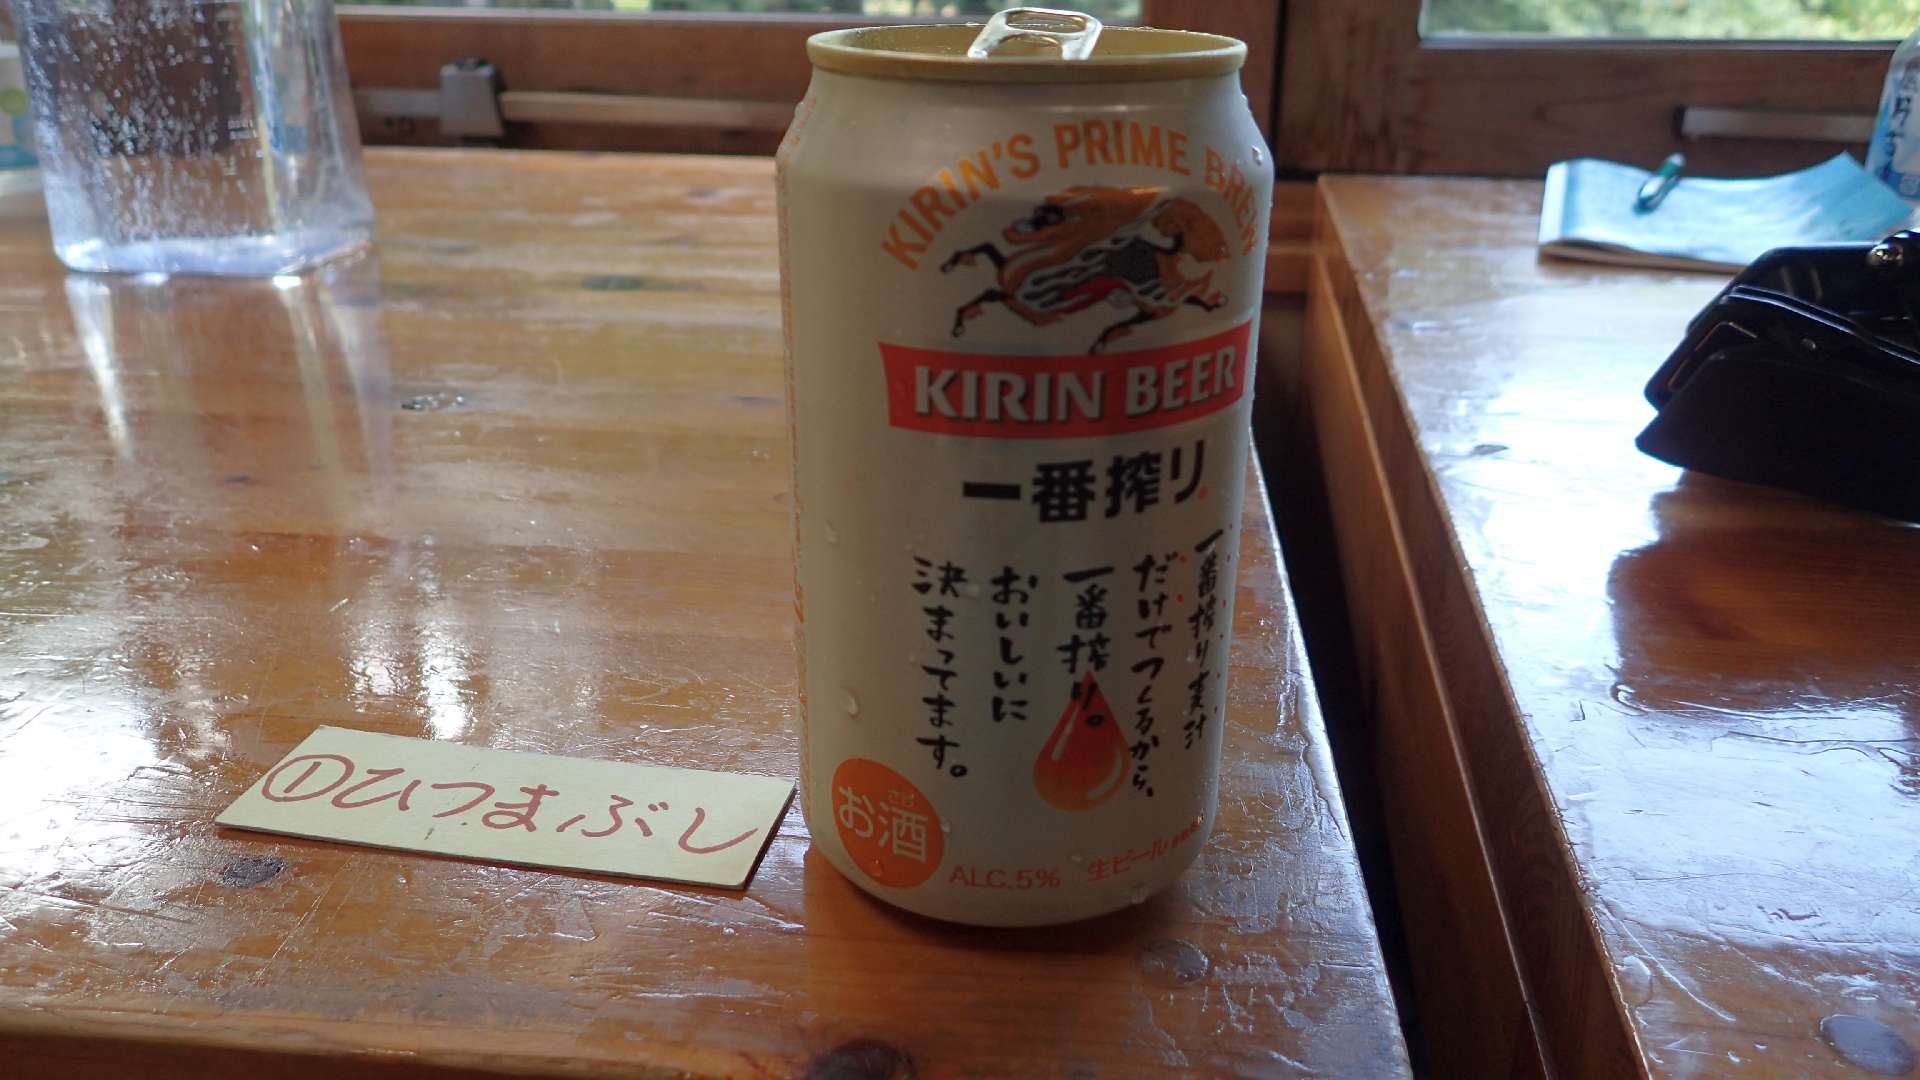 KIRIN'S PRIME BREW
KIRIN BEER
一番搾り
一番搾り麦汁
だけでつくるから、
一番搾り。
おいしいに
決まってます。
さけ
お酒
ALC.5%
生ビール
①ひつまぶし